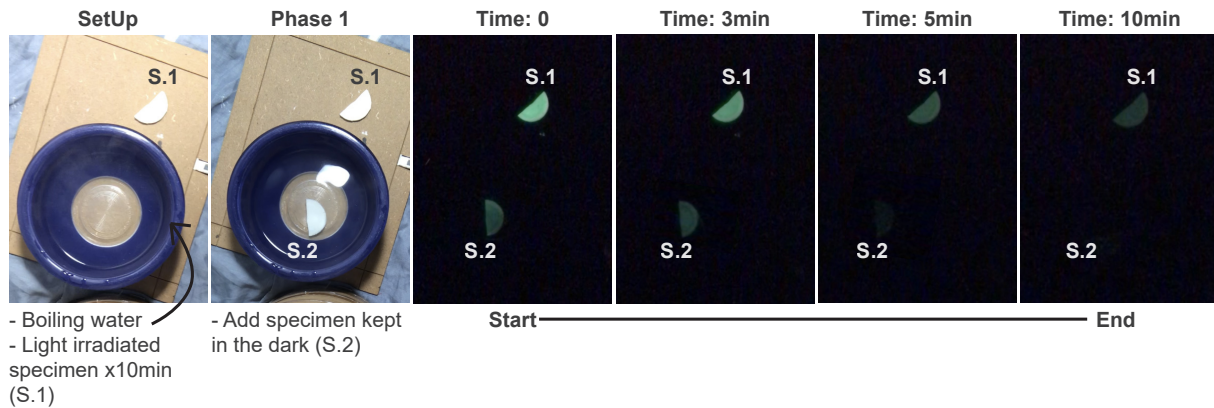 SetUp
Phase 1
Time: 0
Time: 3min
Time: 5min
Time: 10min
S.1
S.1
S.1
S.1
S.1
S.1
S.2
S.2
S.2
S.2
S.2
- Boiling water
- Light irradiated
specimen x10min
(S.1)
- Add specimen kept
in the dark (S.2)
Start
End